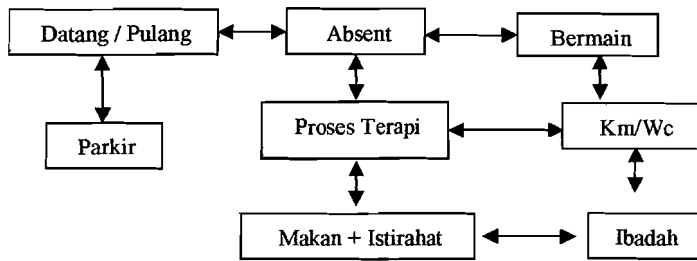 Datang / Pulang
Absent
Bermain
Parkir
Proses Terapi
Km/Wc
Makan + Istirahat
Ibadah